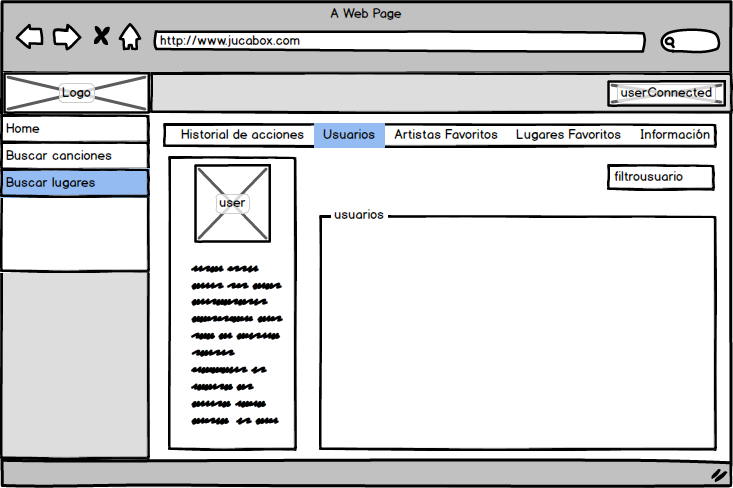 A Web Page
http://www.jucabox.com
Logo
userConnected
Home
Buscar canciones
Buscar lugares
Historial de acciones Usuarios Artistas Favoritos Lugares Favoritos Información
user
filtrousuario
usuarios